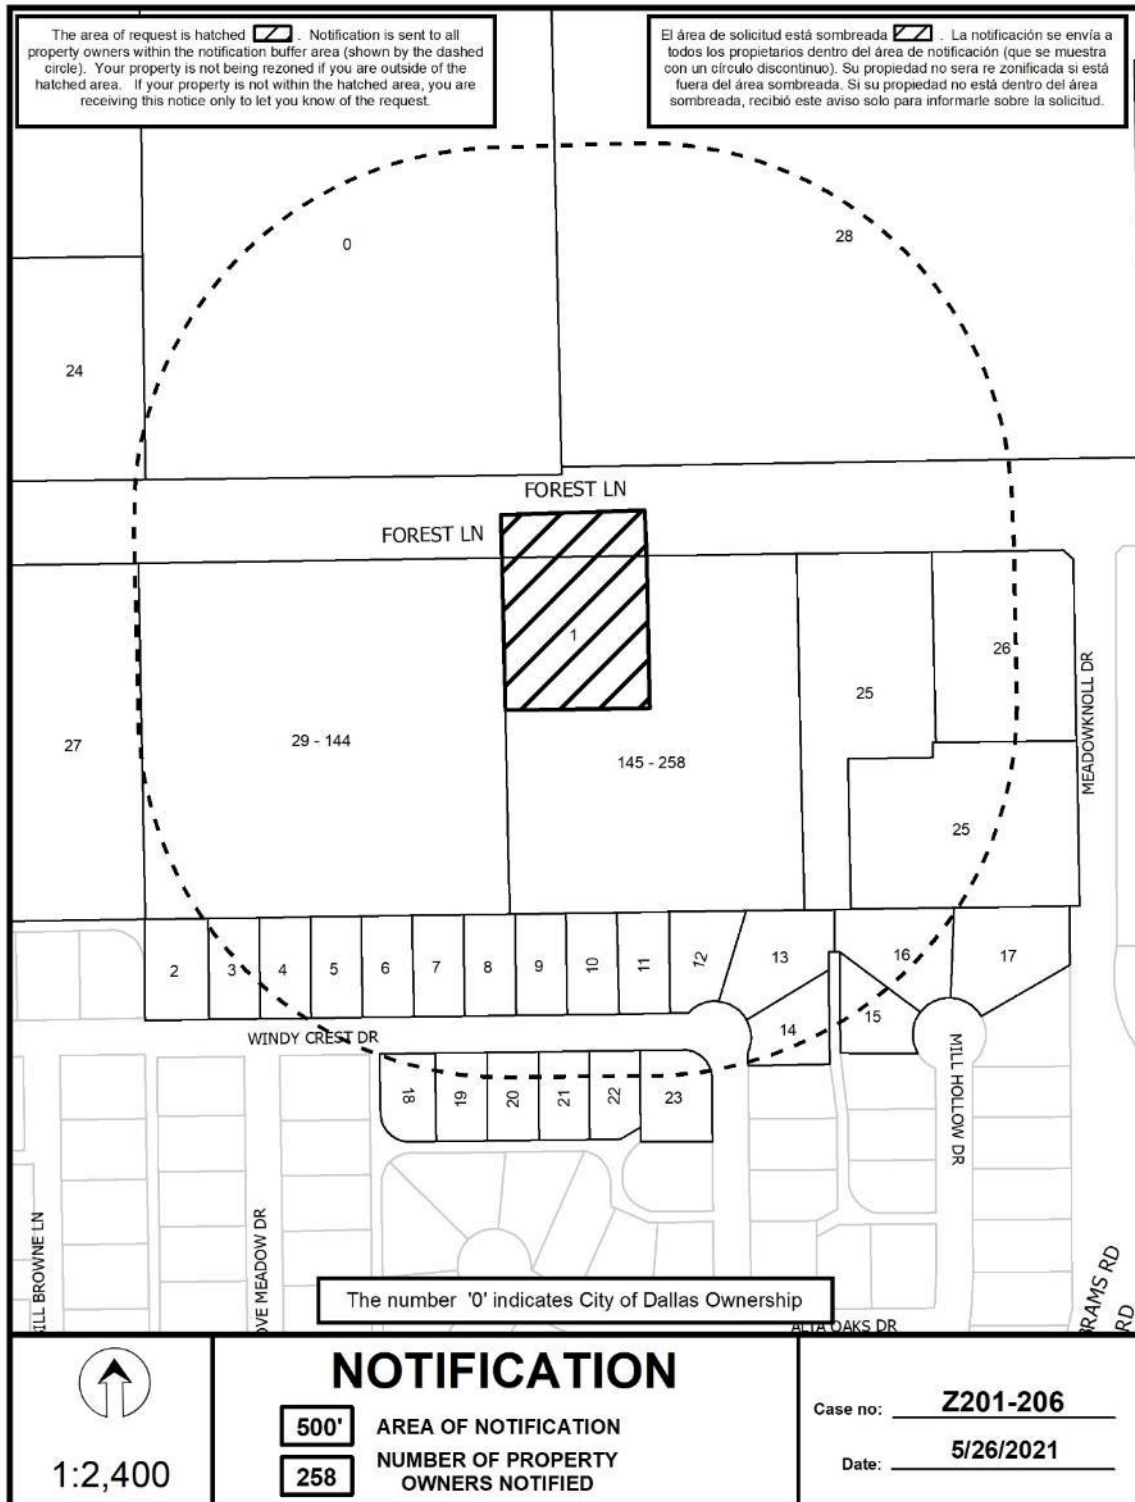 The area of request is hatched . Notification is sent to all
property owners within the notification buffer area (shown by the dashed
circle). Your property is not being rezoned if you are outside of the
hatched area. If your property is not within the hatched area, you are
receiving this notice only to let you know of the request.
El área de solicitud está sombreada . La notificación se envía a
todos los propietarios dentro del área de notificación (que se muestra
con un círculo discontinuo). Su propiedad no sera re zonificada si está
fuera del área sombreada. Si su propiedad no está dentro del área
sombreada, recibió este aviso solo para informarle sobre la solicitud.
0
28
24
FOREST LN
FOREST LN
1
26
25
27
29 - 144
145 - 258
MEADOWKNOLL DR
25
2
3
4
5
6
7
8
9
10
11
12
13
16
17
14
15
WINDY CREST DR
MILL HOLLOW DR
18
19
20
21
22
23
ILL BROWNE LN
OVE MEADOW DR
The number '0' indicates City of Dallas Ownership
ALTA OAKS DR
BRAMS RD
RD
1:2,400
NOTIFICATION
500' AREA OF NOTIFICATION
258 NUMBER OF PROPERTY
OWNERS NOTIFIED
Case no: Z201-206
Date: 5/26/2021